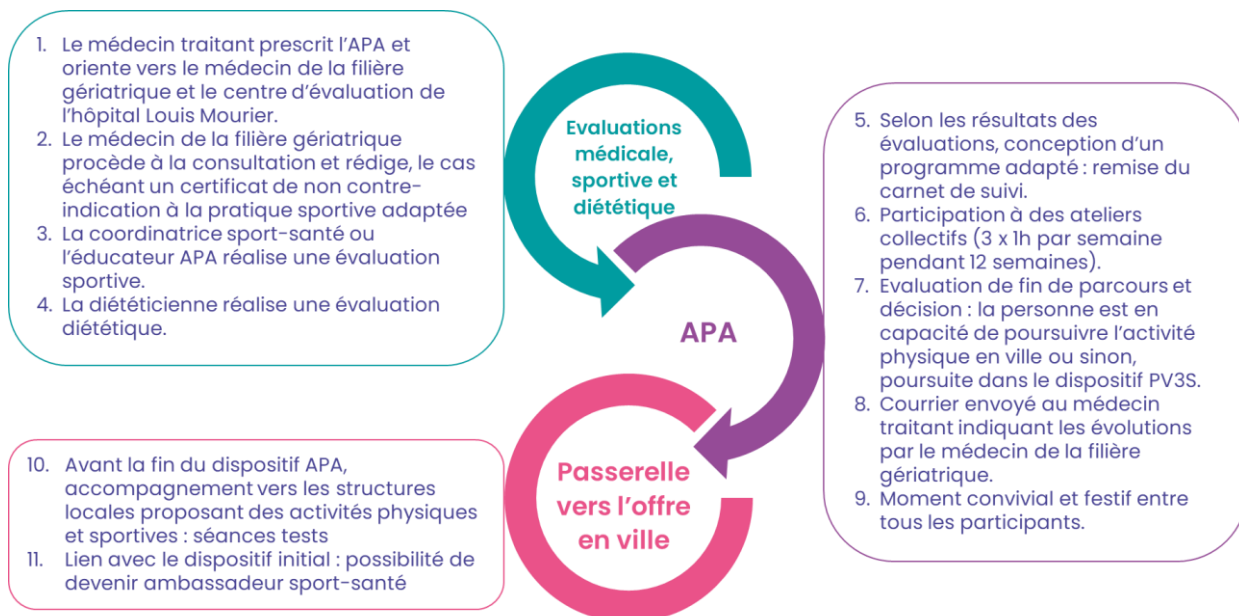 1. Le médecin traitant prescrit l’APA et
oriente vers le médecin de la filière
gériatrique et le centre d’évaluation de
l’hôpital Louis Mourier.
2. Le médecin de la filière gériatrique
procède à la consultation et rédige, le cas
échéant un certificat de non contre-
indication à la pratique sportive adaptée
3. La coordinatrice sport-santé ou
l’éducateur APA réalise une évaluation
sportive.
4. La diététicienne réalise une évaluation
diététique.
Evaluations
médicale,
sportive et
diététique
APA
5. Selon les résultats des
évaluations, conception d’un
programme adapté : remise du
carnet de suivi.
6. Participation à des ateliers
collectifs (3 x 1h par semaine
pendant 12 semaines).
7. Evaluation de fin de parcours et
décision : la personne est en
capacité de poursuivre l’activité
physique en ville ou sinon,
poursuite dans le dispositif PV3S.
8. Courrier envoyé au médecin
traitant indiquant les évolutions
par le médecin de la filière
gériatrique.
9. Moment convivial et festif entre
tous les participants.
Passerelle
vers l’offre
en ville
10. Avant la fin du dispositif APA,
accompagnement vers les structures
locales proposant des activités physiques
et sportives : séances tests
11. Lien avec le dispositif initial : possibilité de
devenir ambassadeur sport-santé